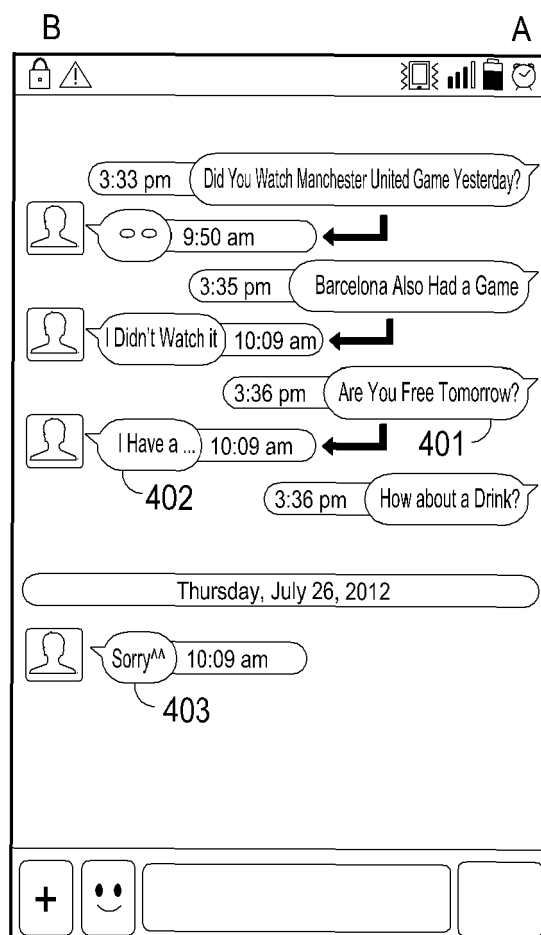 B A
3:33 pm Did You Watch Manchester United Game Yesterday?
9:50 am
3:35 pm Barcelona Also Had a Game
I Didn't Watch it 10:09 am
3:36 pm Are You Free Tomorrow?
I Have a ... 10:09 am 401
402 3:36 pm How about a Drink?
Thursday, July 26, 2012
Sorry^^ 10:09 am
403
+